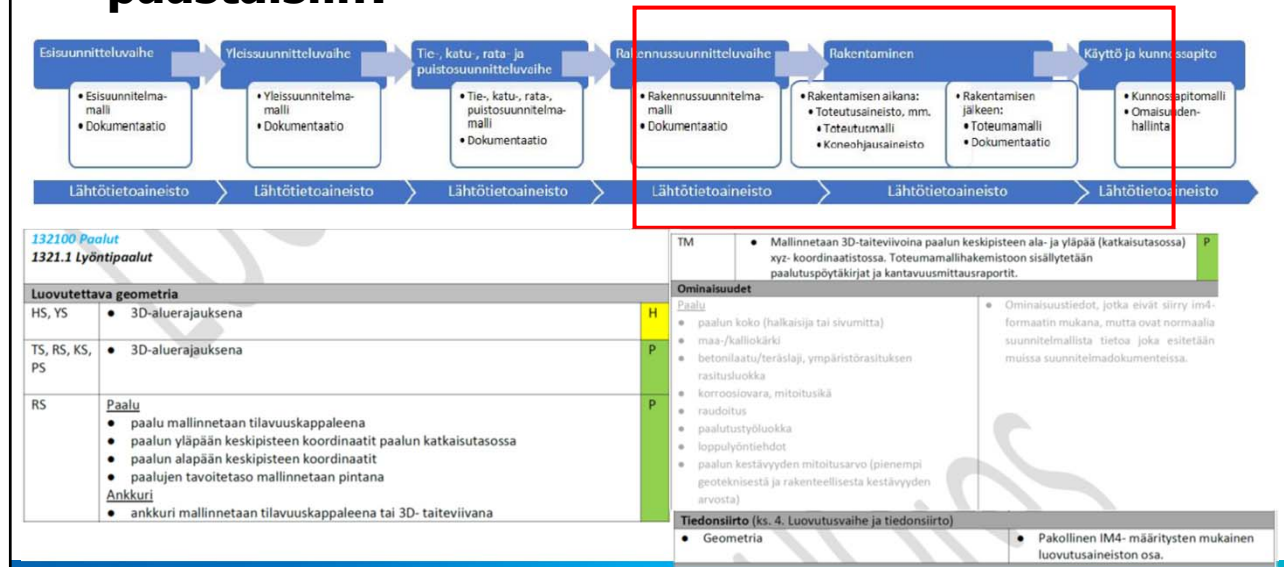 Esisuunnitteluvaihe
Yleissuunnitteluvaihe
Tie-, katu-, rata- ja
puistosuunnitteluvaihe
Rakennussuunnitteluvaihe
Rakentaminen
Käyttö ja kunnossapito
• Esisuunnitelma-
malli
• Dokumentaatio
• Yleissuunnitelma-
malli
• Dokumentaatio
• Tie-, katu-, rata-,
puistosuunnitelma-
malli
• Dokumentaatio
• Rakennussuunnitelma-
malli
• Dokumentaatio
• Rakentamisen aikana:
• Toteutusaineisto, mm.
• Toteutusmalli
• Koneohjausaineisto
• Rakentamisen
jälkeen:
• Toteumamalli
• Dokumentaatio
• Kunnossapitomalli
• Omaisuuden-
hallinta
Lähtötietoaineisto
Lähtötietoaineisto
Lähtötietoaineisto
Lähtötietoaineisto
Lähtötietoaineisto
Lähtötietoaineisto
132100 Paalut
1321.1 Lyöntipaalut
Luovutettava geometria
HS, YS • 3D-aluerajauksena H
TS, RS, KS, • 3D-aluerajauksena P
PS
RS Paalu P
• paalu mallinnetaan tilavuuskappaleena
• paalun yläpään keskipisteen koordinaatit paalun katkaisutasossa
• paalun alapään keskipisteen koordinaatit
• paalujen tavoitetaso mallinnetaan pintana
Ankkuri
• ankkuri mallinnetaan tilavuuskappaleena tai 3D- taiteviivana
TM • Mallinnetaan 3D-taiteviivoina paalun keskipisteen ala- ja yläpää (katkaisutasossa) P
xyz- koordinaatistossa. Toteumamallihakemistoon sisällytetään
paalutuspöytäkirjat ja kantavuusmittausraportit.
Ominaisuudet
Paalu
• paalun koko (halkaisija tai sivumitta)
• maa-/kalliokärki
• betonilaatu/teräslaji, ympäristörasituksen
rasitusluokka
• korroosiovara, mitoitusikä
• raudoitus
• paalutustyöluokka
• loppulyöntiehdot
• paalun kestävyyden mitoitusarvo (pienempi
geoteknisestä ja rakenteellisesta kestävyyden
arvosta)
• Ominaisuustiedot, jotka eivät siirry im4-
formaatin mukana, mutta ovat normaalia
suunnitelmallista tietoa joka esitetään
muissa suunnitelmadokumenteissa.
Tiedonsiirto (ks. 4. Luovutusvaihe ja tiedonsiirto)
• Geometria
• Pakollinen IM4- määritysten mukainen
luovutusaineiston osa.